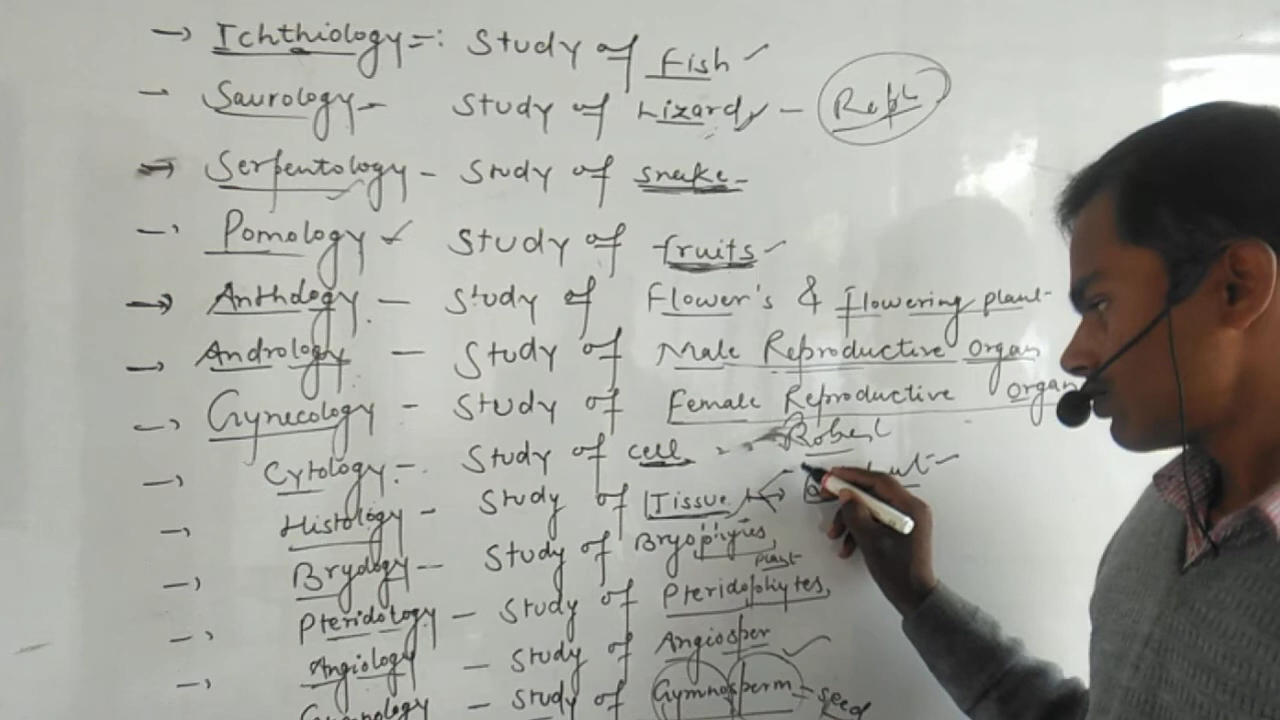 → Ichthiology =: Study of Fish ✓
- Saurology - Study of Lizard ✓ - Rept
→ Serpentology - Study of snake -
→ Pomology ✓ Study of fruits ✓
→ Anthology - Study of Flower's & flowering plant -
→ Andrology - Study of Male Reproductive Organ
→ Gynecology - Study of Female Reproductive Organ
→ Cytology - Study of cell Robert
→ Histology - Study of Tissue
→ Bryology - Study of Bryophytes
plant
→ Pteridology - Study of Pteridophytes
→ Angiology - Study of Angiosper ✓
- Study of Gymnosperm - seed